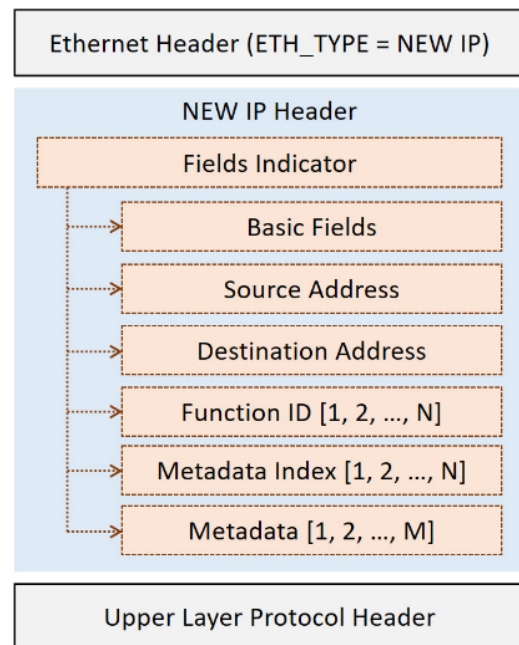 Ethernet Header (ETH_TYPE = NEW IP)
NEW IP Header
Fields Indicator
Basic Fields
Source Address
Destination Address
Function ID [1, 2, ..., N]
Metadata Index [1, 2, ..., N]
Metadata [1, 2, ..., M]
Upper Layer Protocol Header